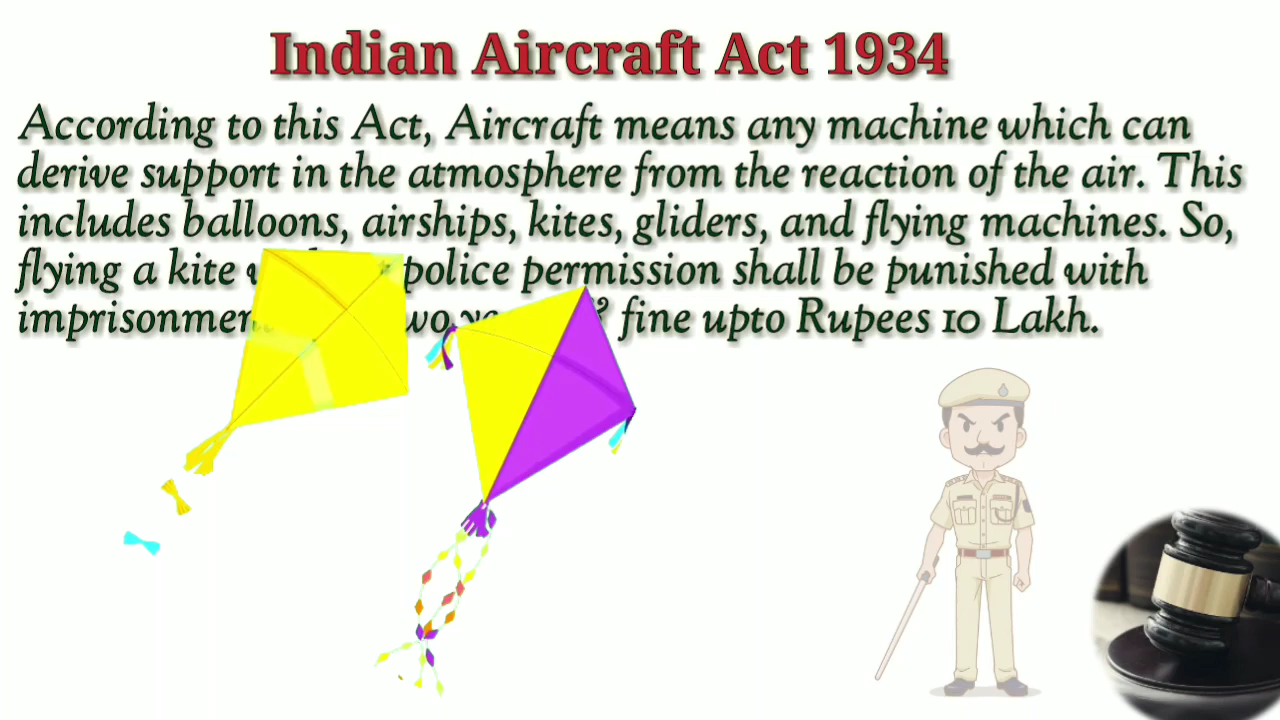 Indian Aircraft Act 1934
According to this Act, Aircraft means any machine which can
derive support in the atmosphere from the reaction of the air. This
includes balloons, airships, kites, gliders, and flying machines. So,
flying a kite police permission shall be punished with
fine upto Rupees 10 Lakh.